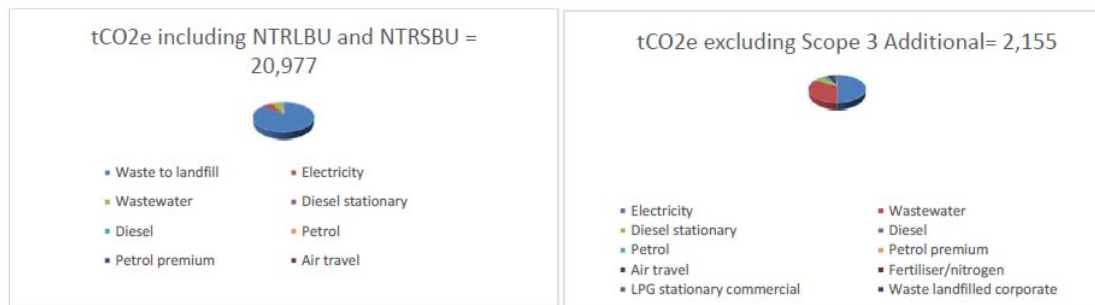 tCO2e including NTRLBU and NTRSBU =
20,977
Waste to landfill
Electricity
Wastewater
Diesel stationary
Diesel
Petrol
Petrol premium
Air travel
tCO2e excluding Scope 3 Additional= 2,155
Electricity
Wastewater
Diesel stationary
Diesel
Petrol
Petrol premium
Air travel
Fertiliser/nitrogen
LPG stationary commercial
Waste landfilled corporate